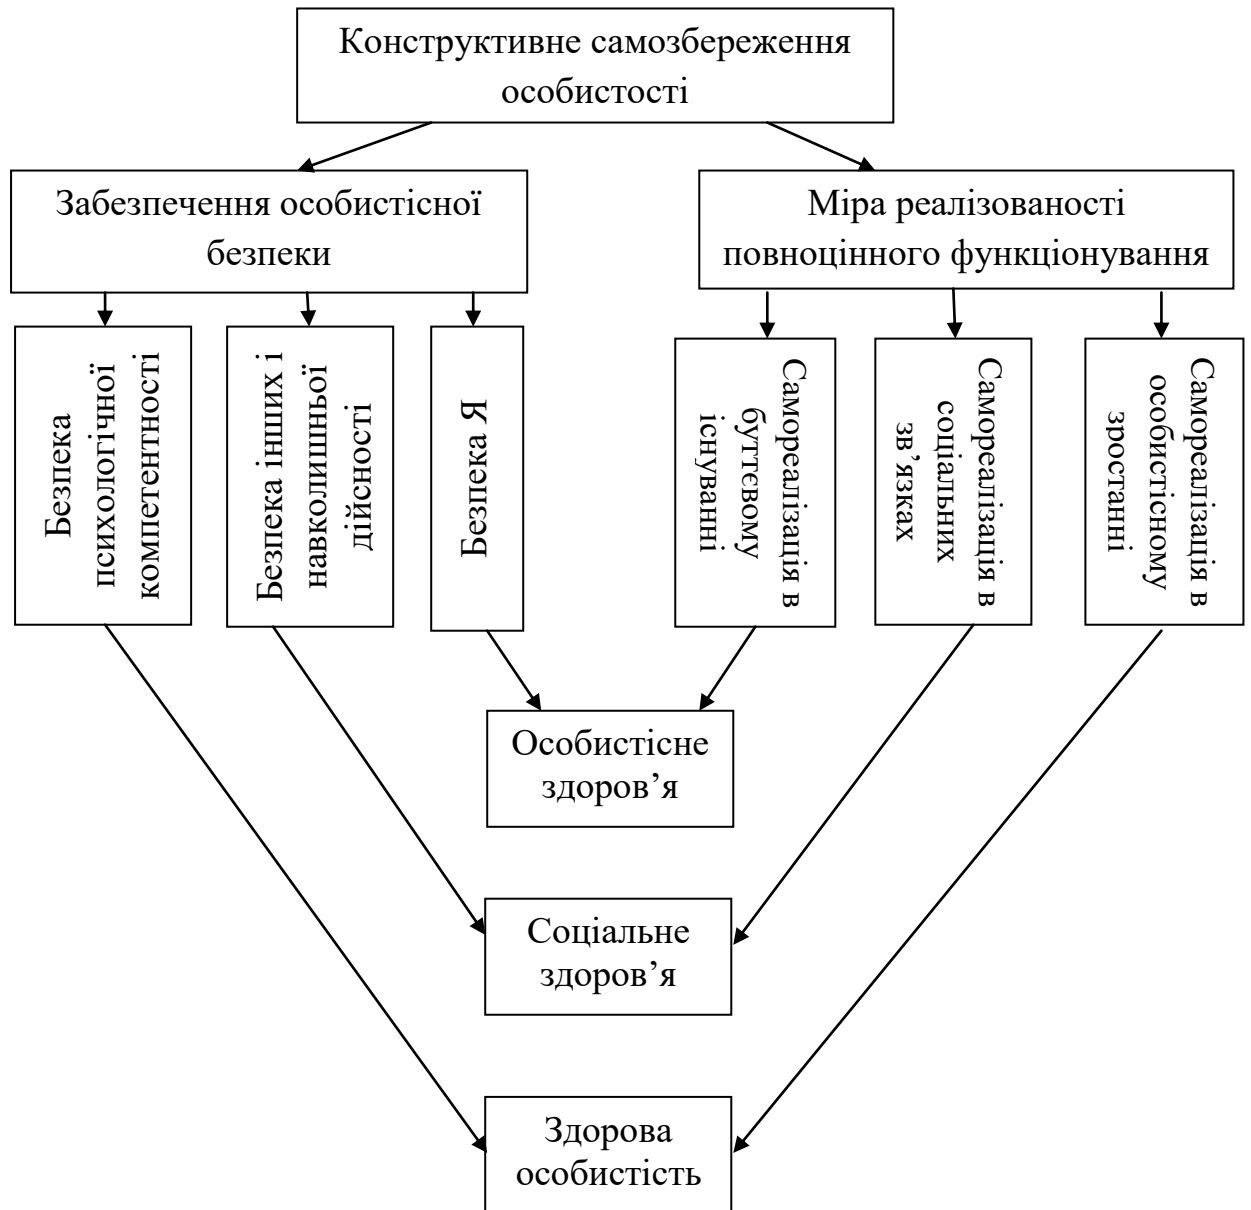 Конструктивне самозбереження
особистості
Забезпечення особистісної
безпеки
Міра реалізованості
повноцінного функціонування
Безпека
психологічної
компетентності
Безпека інших і
навколишньої
дійсності
Безпека Я
Самореалізація в
буттєвому
існуванні
Самореалізація в
соціальних
зв’язках
Самореалізація в
особистісному
зростанні
Особистісне
здоров’я
Соціальне
здоров’я
Здорова
особистість